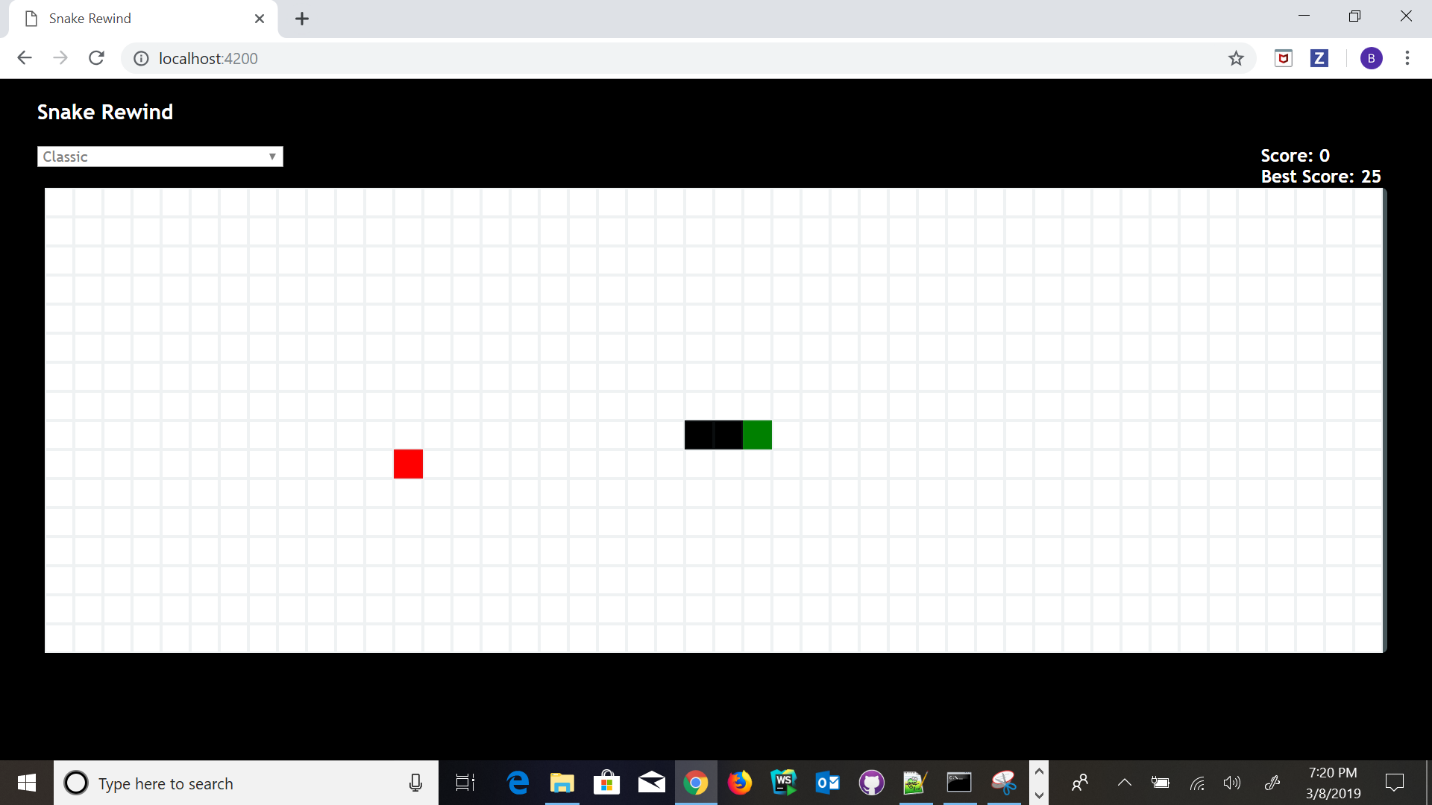 Snake Rewind
localhost:4200
Z
B
Snake Rewind
Classic
Score: 0
Best Score: 25
Type here to search
WS
7:20 PM
3/8/2019